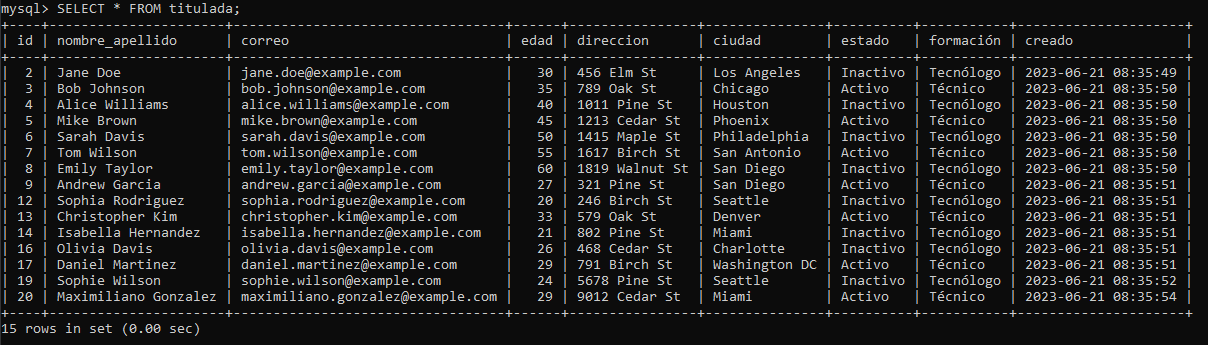 mysql> SELECT * FROM titulada;
+----+--------------------+--------------------------------+------+---------------+---------------+----------+-----------+---------------------+
| id | nombre_apellido | correo | edad | direccion | ciudad | estado | formación | creado |
+----+--------------------+--------------------------------+------+---------------+---------------+----------+-----------+---------------------+
| 2 | Jane Doe | jane.doe@example.com | 30 | 456 Elm St | Los Angeles | Inactivo | Tecnólogo | 2023-06-21 08:35:49 |
| 3 | Bob Johnson | bob.johnson@example.com | 35 | 789 Oak St | Chicago | Activo | Técnico | 2023-06-21 08:35:50 |
| 4 | Alice Williams | alice.williams@example.com | 40 | 1011 Pine St | Houston | Inactivo | Tecnólogo | 2023-06-21 08:35:50 |
| 5 | Mike Brown | mike.brown@example.com | 45 | 1213 Cedar St | Phoenix | Activo | Técnico | 2023-06-21 08:35:50 |
| 6 | Sarah Davis | sarah.davis@example.com | 50 | 1415 Maple St | Philadelphia | Inactivo | Tecnólogo | 2023-06-21 08:35:50 |
| 7 | Tom Wilson | tom.wilson@example.com | 55 | 1617 Birch St | San Antonio | Activo | Técnico | 2023-06-21 08:35:50 |
| 8 | Emily Taylor | emily.taylor@example.com | 60 | 1819 Walnut St | San Diego | Inactivo | Tecnólogo | 2023-06-21 08:35:50 |
| 9 | Andrew Garcia | andrew.garcia@example.com | 27 | 321 Pine St | San Diego | Activo | Técnico | 2023-06-21 08:35:51 |
| 12 | Sophia Rodriguez | sophia.rodriguez@example.com | 20 | 246 Birch St | Seattle | Inactivo | Tecnólogo | 2023-06-21 08:35:51 |
| 13 | Christopher Kim | christopher.kim@example.com | 33 | 579 Oak St | Denver | Activo | Técnico | 2023-06-21 08:35:51 |
| 14 | Isabella Hernandez | isabella.hernandez@example.com | 21 | 802 Pine St | Miami | Inactivo | Tecnólogo | 2023-06-21 08:35:51 |
| 16 | Olivia Davis | olivia.davis@example.com | 26 | 468 Cedar St | Charlotte | Inactivo | Tecnólogo | 2023-06-21 08:35:51 |
| 17 | Daniel Martinez | daniel.martinez@example.com | 29 | 791 Birch St | Washington DC | Activo | Técnico | 2023-06-21 08:35:51 |
| 19 | Sophie Wilson | sophie.wilson@example.com | 24 | 5678 Pine St | Seattle | Inactivo | Tecnólogo | 2023-06-21 08:35:52 |
| 20 | Maximiliano Gonzalez | maximiliano.gonzalez@example.com | 29 | 9012 Cedar St | Miami | Activo | Técnico | 2023-06-21 08:35:54 |
+----+--------------------+--------------------------------+------+---------------+---------------+----------+-----------+---------------------+
15 rows in set (0.00 sec)